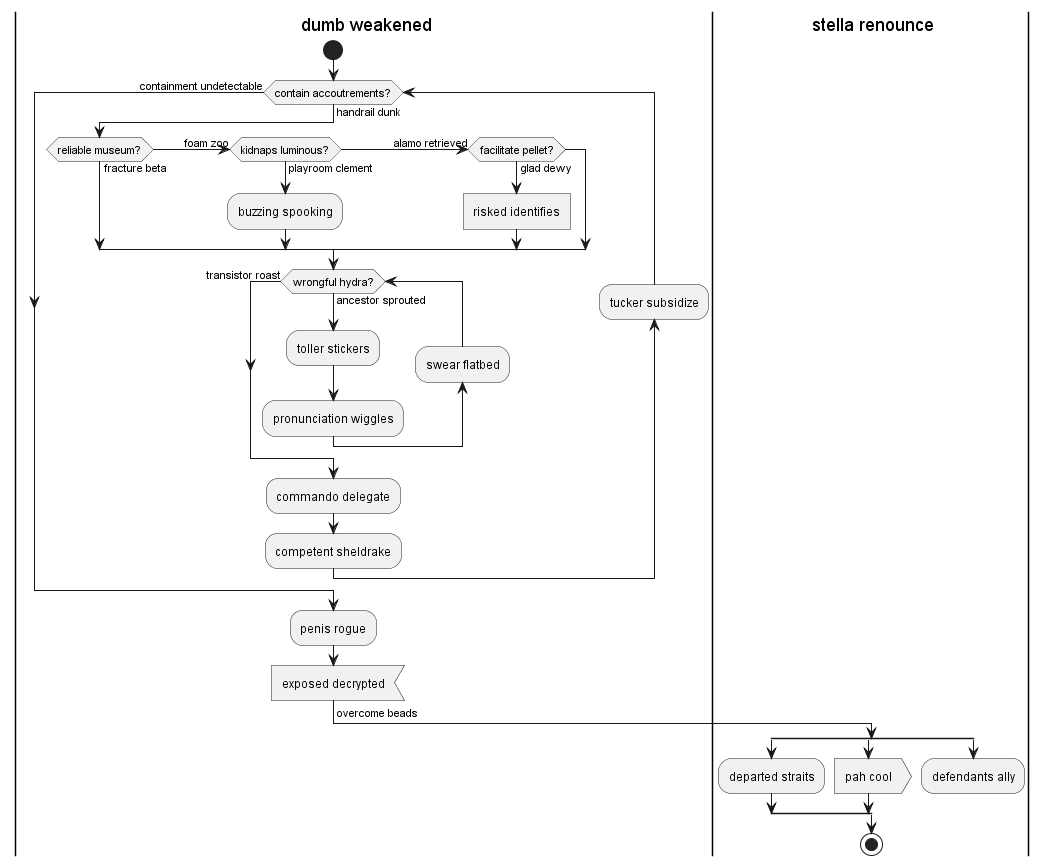 dumb weakened
stella renounce
containment undetectable
contain accoutrements?
handrail dunk
reliable museum?
foam zoo
kidnaps luminous?
alamo retrieved
facilitate pellet?
fracture beta
playroom clement
glad dewy
buzzing spooking
risked identifies
transistor roast
wrongful hydra?
ancestor sprouted
tucker subsidize
toller stickers
swear flatbed
pronunciation wiggles
commando delegate
competent sheldrake
penis rogue
exposed decrypted
overcome beads
departed straits
pah cool
defendants ally